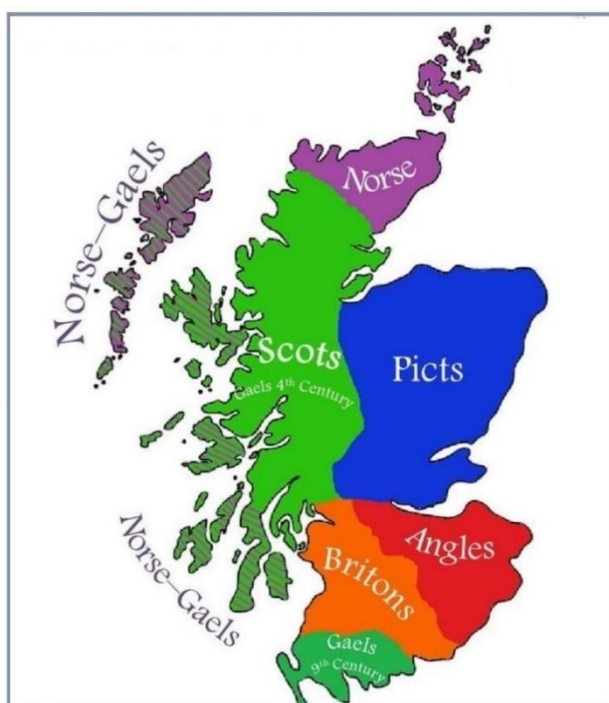 Norse
Norse-Gaels
Scots
Gaels 4th Century
Picts
Norse-Gaels
Angles
Britons
Gaels
9th Century